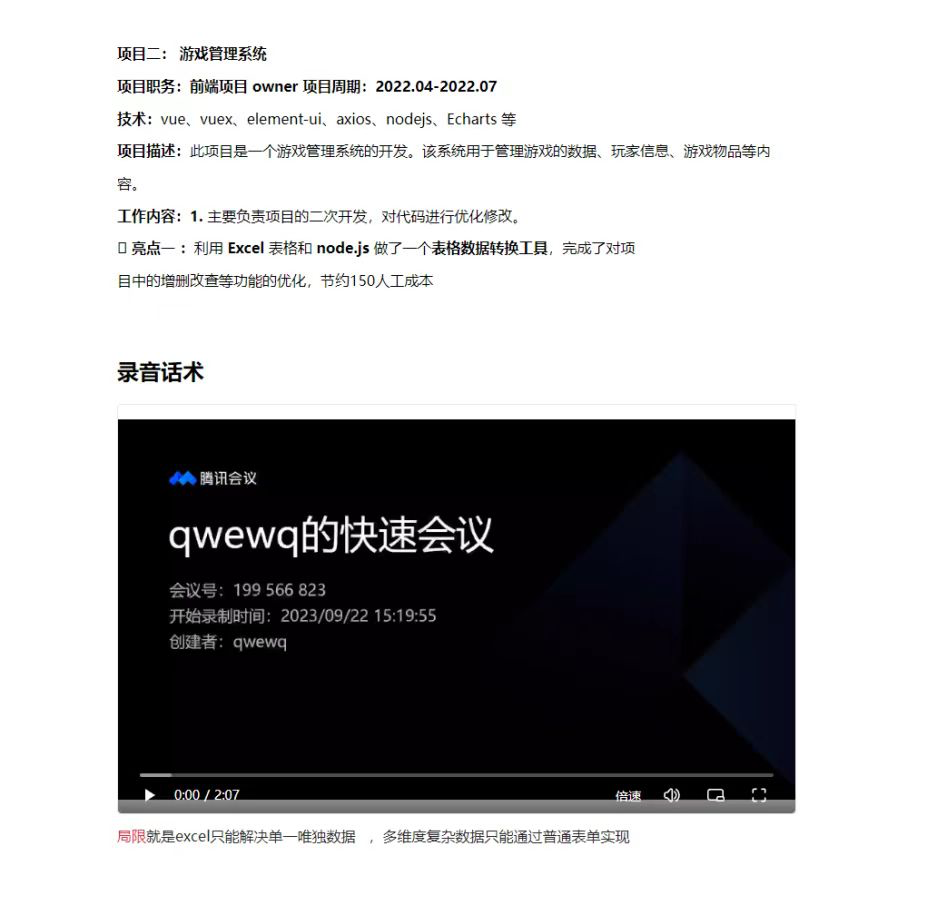 项目二： 游戏管理系统
项目职务：前端项目 owner 项目周期：2022.04-2022.07
技术：vue、vuex、element-ui、axios、nodejs、Echarts 等
项目描述：此项目是一个游戏管理系统的开发。该系统用于管理游戏的数据、玩家信息、游戏物品等内
容。
工作内容：1. 主要负责项目的二次开发，对代码进行优化修改。
亮点一 ：利用 Excel 表格和 node.js 做了一个表格数据转换工具，完成了对项
目中的增删改查等功能的优化，节约150人工成本
录音话术
腾讯会议
qwewq的快速会议
会议号：199 566 823
开始录制时间：2023/09/22 15:19:55
创建者：qwewq
0:00 / 2:07
倍速
局限就是excel只能解决单一唯独数据 ，多维度复杂数据只能通过普通表单实现